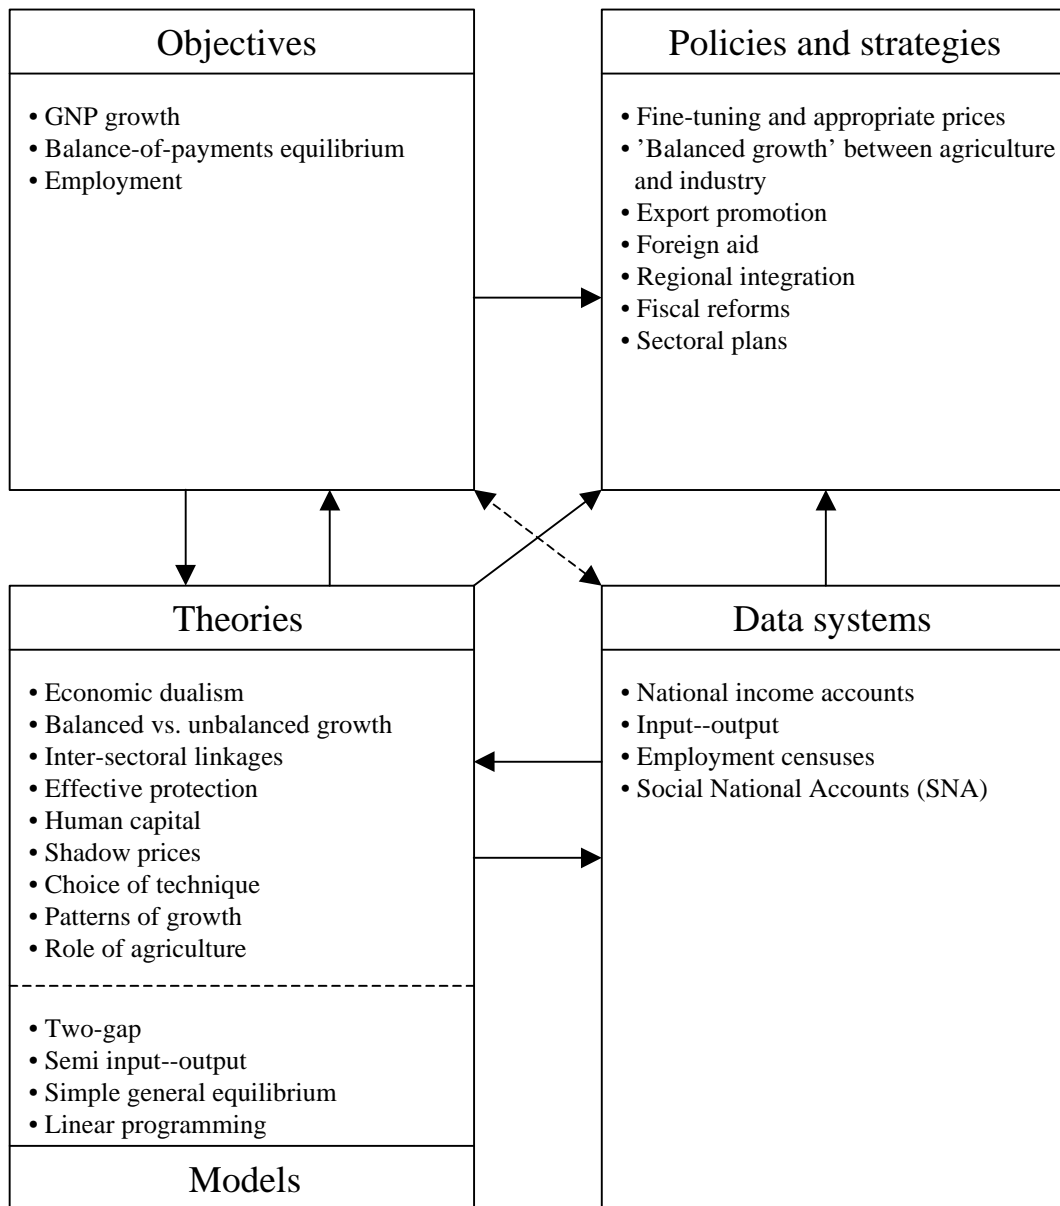 Objectives
• GNP growth
• Balance-of-payments equilibrium
• Employment
Policies and strategies
• Fine-tuning and appropriate prices
• ’Balanced growth’ between agriculture
and industry
• Export promotion
• Foreign aid
• Regional integration
• Fiscal reforms
• Sectoral plans
Theories
• Economic dualism
• Balanced vs. unbalanced growth
• Inter-sectoral linkages
• Effective protection
• Human capital
• Shadow prices
• Choice of technique
• Patterns of growth
• Role of agriculture
• Two-gap
• Semi input--output
• Simple general equilibrium
• Linear programming
Models
Data systems
• National income accounts
• Input--output
• Employment censuses
• Social National Accounts (SNA)